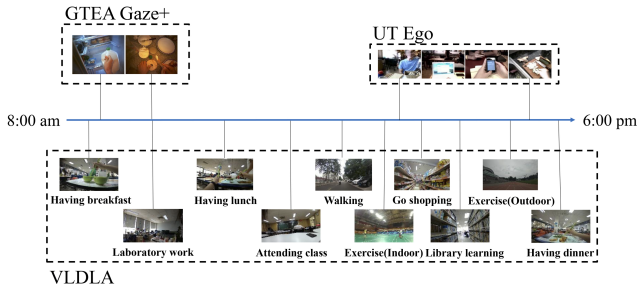 GTEA Gaze+
UT Ego
8:00 am
6:00 pm
Having breakfast
Having lunch
Walking
Go shopping
Exercise(Outdoor)
Laboratory work
Attending class
Exercise(Indoor)
Library learning
Having dinner
VLDLA